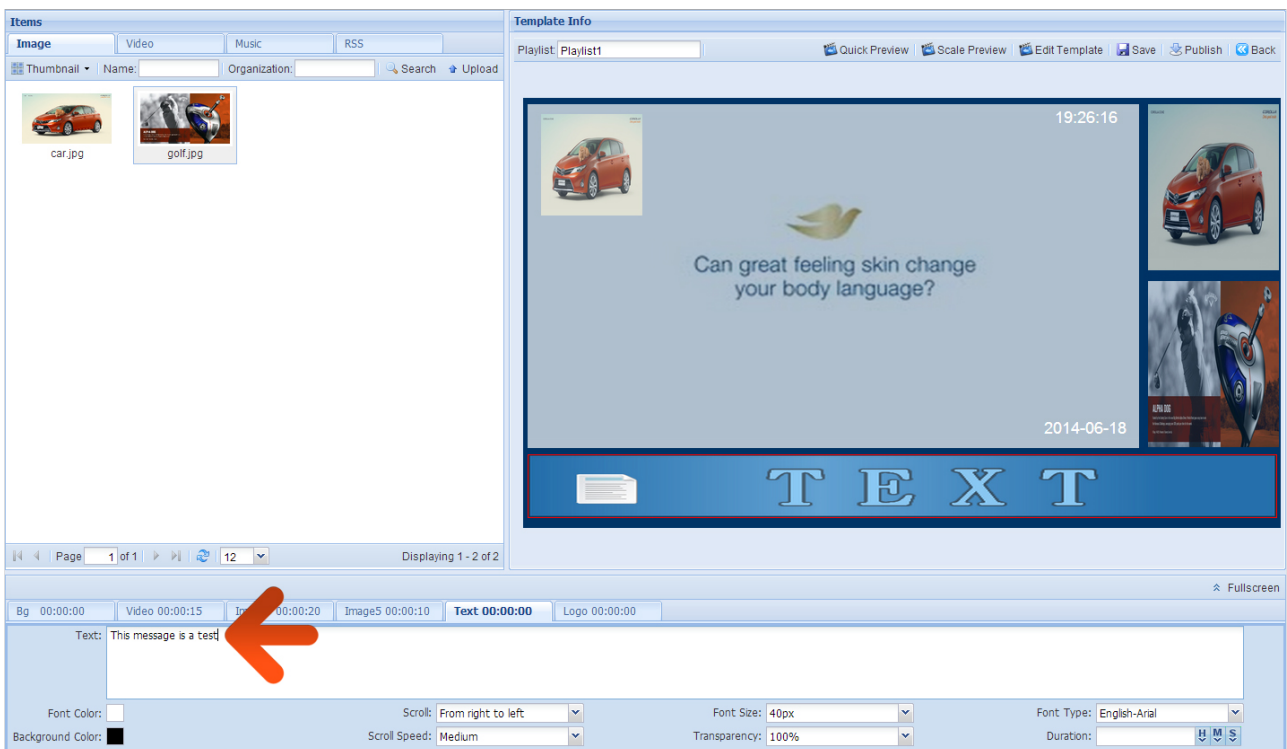 Items
Image Video Music RSS
Thumbnail Name: Organization: Search Upload
car.jpg golf.jpg
Page 1 of 1 12 Displaying 1 - 2 of 2
Template Info
Playlist: Playlist1 Quick Preview Scale Preview Edit Template Save Publish Back
19:26:16
Can great feeling skin change
your body language?
2014-06-18
ALPHA DOG
TEXT
Fullscreen
Bg 00:00:00 Video 00:00:15 00:00:20 Image5 00:00:10 Text 00:00:00 Logo 00:00:00
Text: This message is a test
Font Color: Scroll: From right to left Font Size: 40px Font Type: English-Arial
Background Color: Scroll Speed: Medium Transparency: 100% Duration: H M S